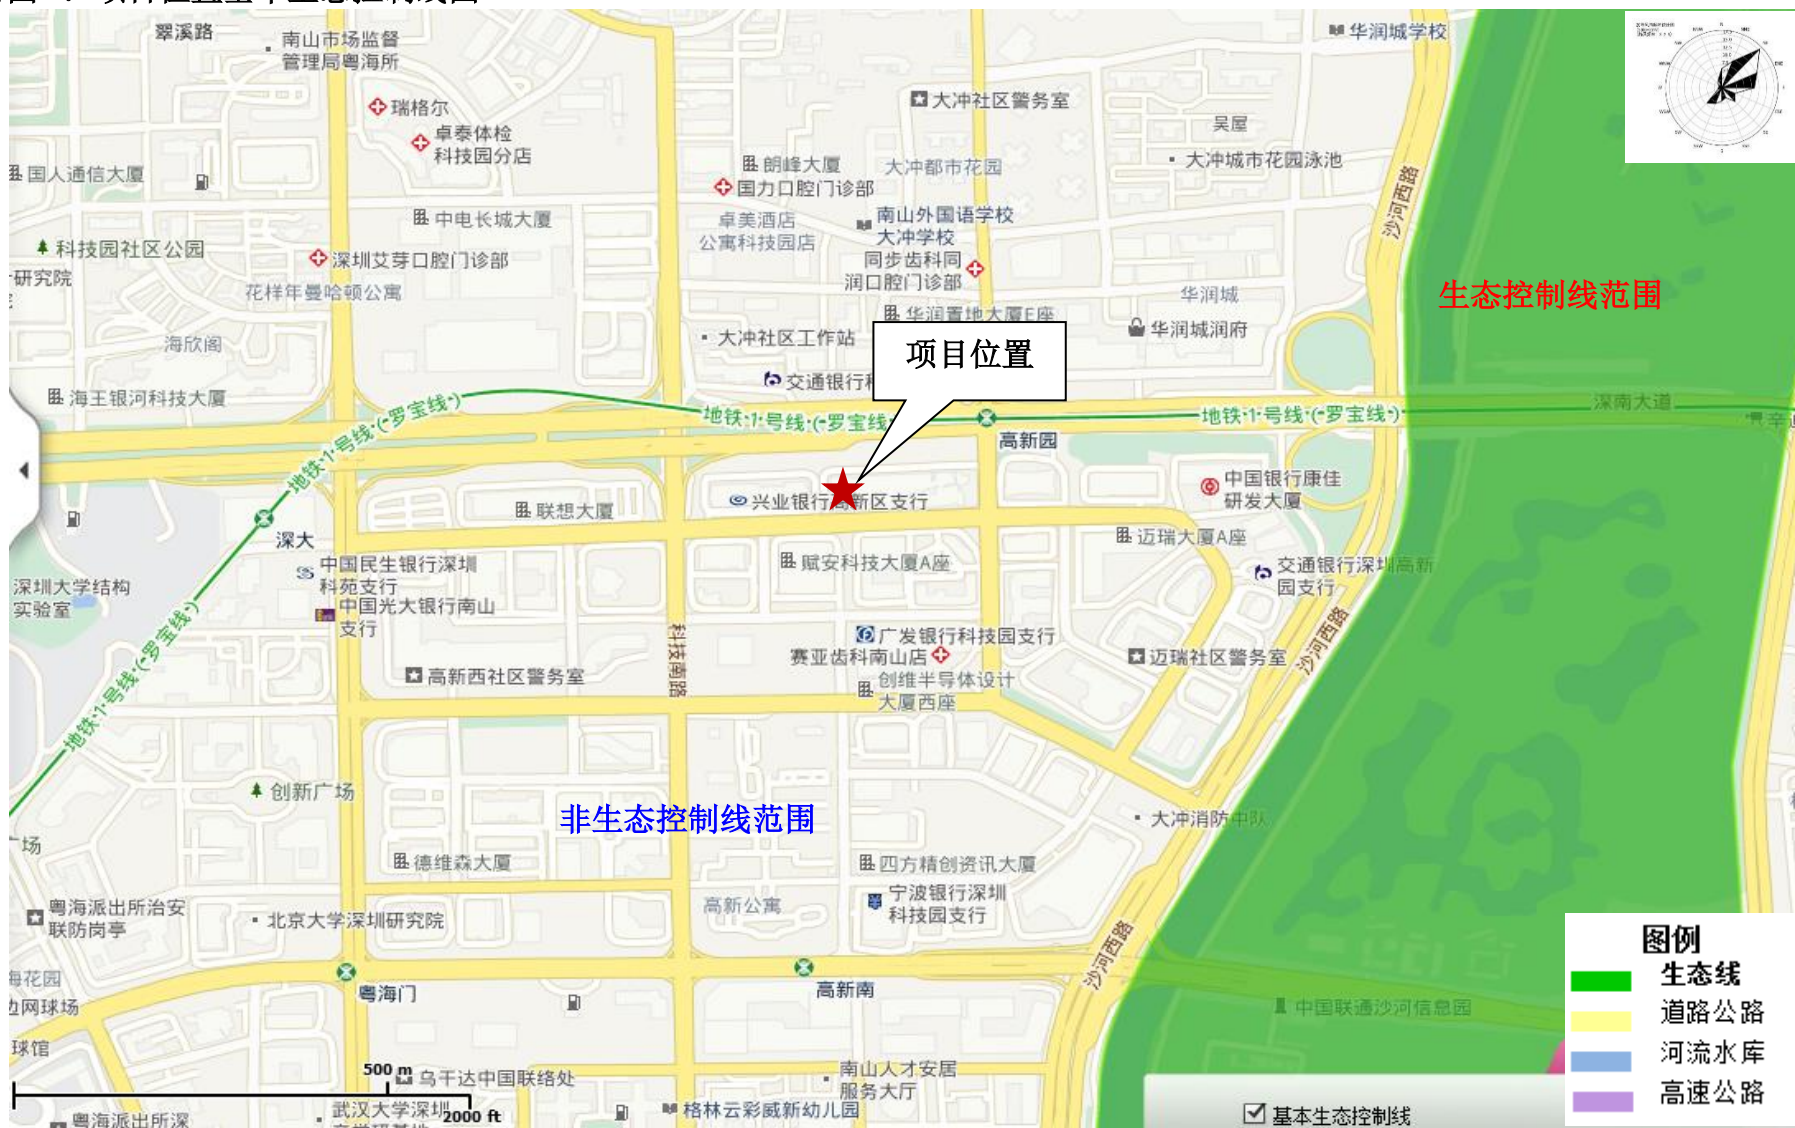 翠溪路
南山市场监督
管理局粤海所
华润城学校
瑞格尔
卓泰体检
科技园分店
大冲社区警务室
吴屋
大冲城市花园泳池
国人通信大厦
朗峰大厦
大冲都市花园
国力口腔门诊部
沙河西路
中电长城大厦
卓美酒店
公寓科技园店
南山外国语学校
大冲学校
科技园社区公园
深圳艾芽口腔门诊部
同步齿科同
润口腔门诊部
研究院
花样年曼哈顿公寓
华润城
生态控制线范围
华润置地大厦E座
海欣阁
大冲社区工作站
华润城润府
项目位置
交通银行
海王银河科技大厦
地铁1号线(罗宝线)
地铁1号线(罗宝线
地铁1号线(罗宝线)
深南大道
高新园
中国银行康佳
研发大厦
联想大厦
兴业银行高新区支行
深大
迈瑞大厦A座
中国民生银行深圳
科苑支行
赋安科技大厦A座
交通银行深圳高新
园支行
深圳大学结构
实验室
中国光大银行南山
支行
地铁1号线(罗宝线)
科技南路
广发银行科技园支行
赛亚齿科南山店
沙河西路
迈瑞社区警务室
高新西社区警务室
创维半导体设计
大厦西座
创新广场
非生态控制线范围
大冲消防中队
广场
德维森大厦
四方精创资讯大厦
粤海派出所治安
联防岗亭
北京大学深圳研究院
高新公寓
宁波银行深圳
科技园支行
沙河西路
图例
生态线
道路公路
河流水库
高速公路
海花园
边网球场
粤海门
高新南
中国联通沙河信息园
球馆
500 m
乌干达中国联络处
南山人才安居
服务大厅
2000 ft
武汉大学深圳
粤海派出所深
格林云彩威新幼儿园
基本生态控制线